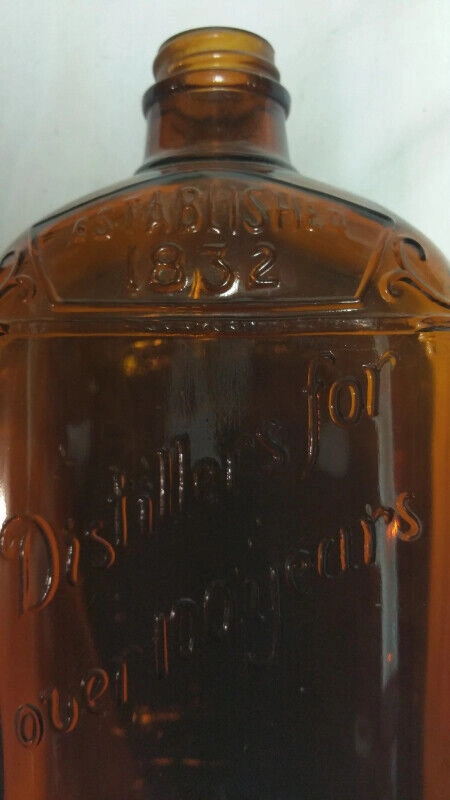 ESTABLISHED
1832
Distillers for
over 100 years